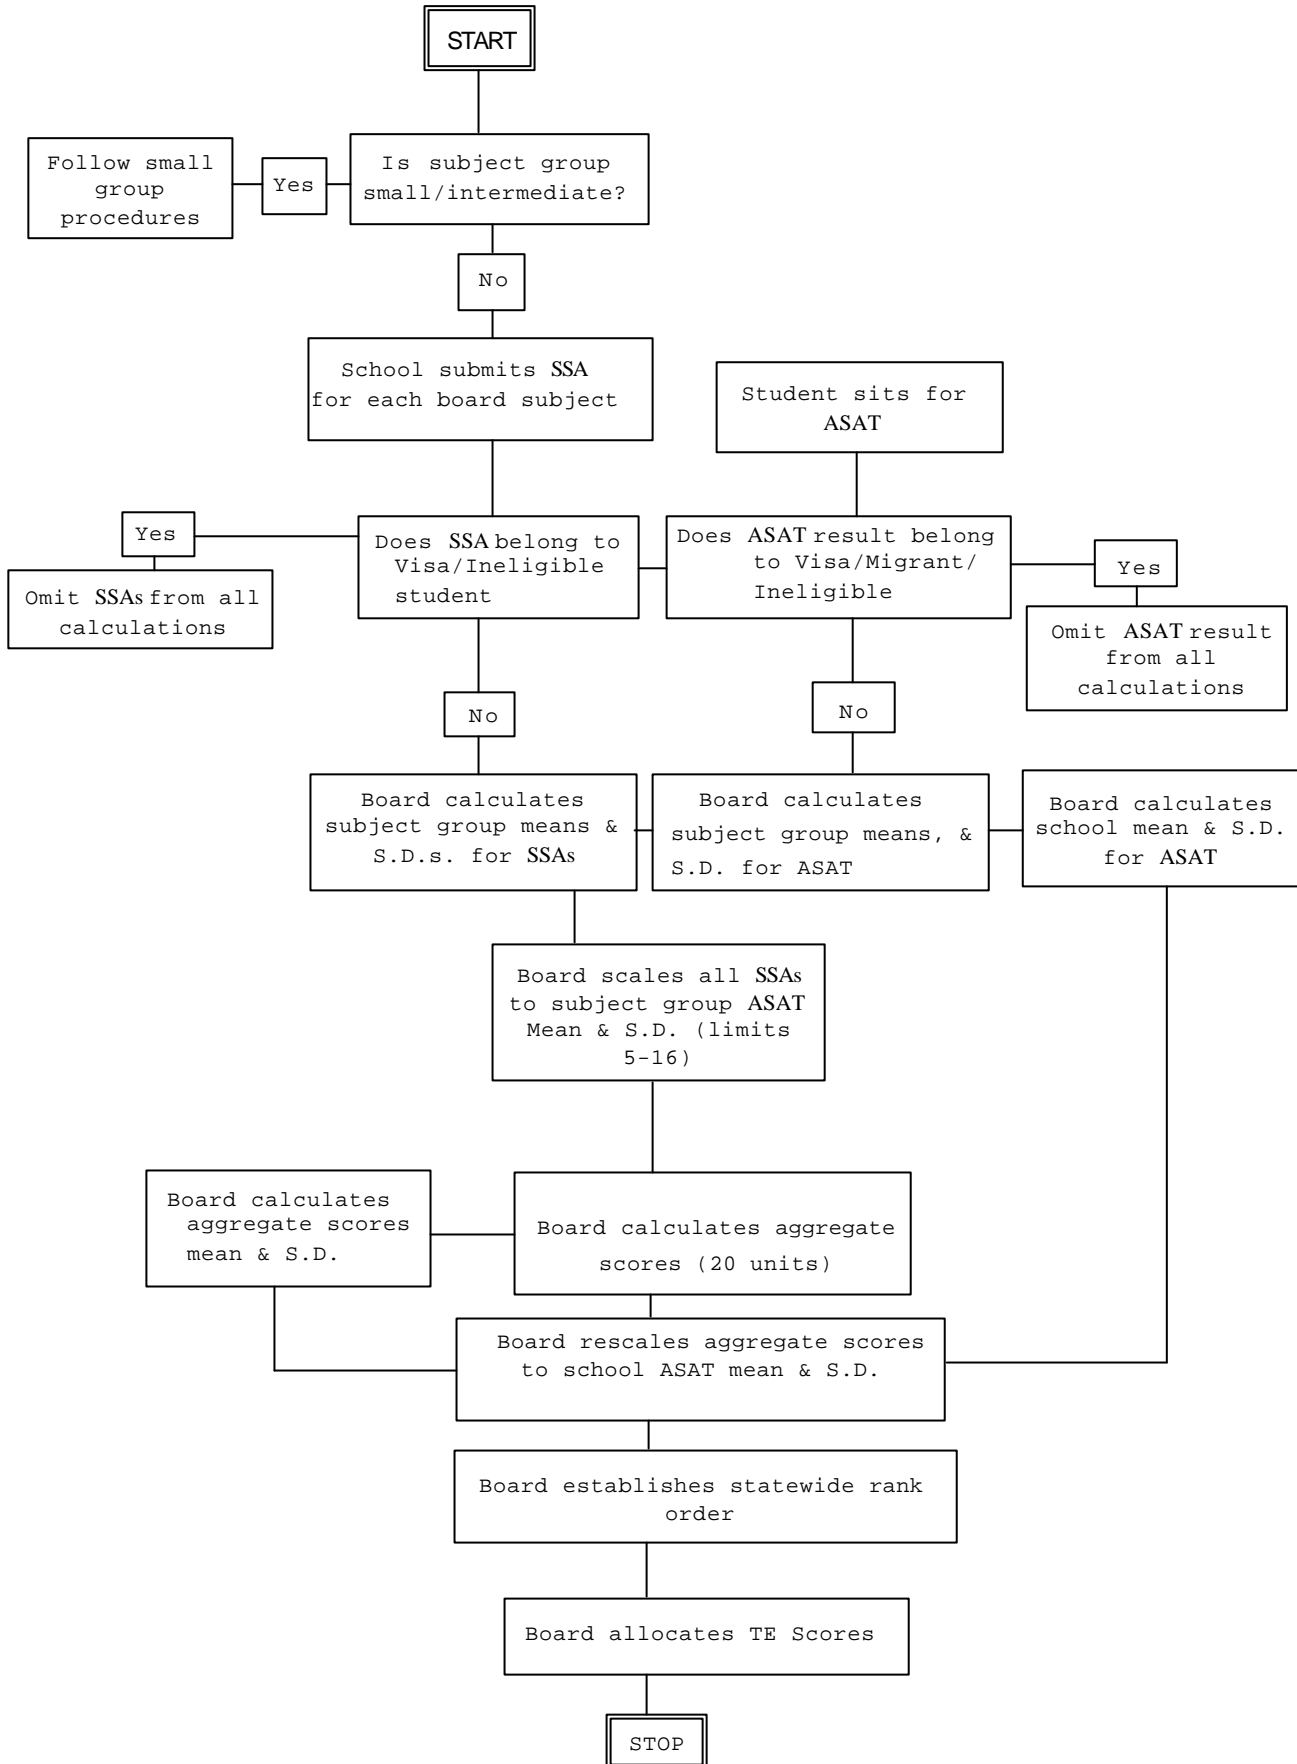 START
Follow small
group
procedures
Yes
Is subject group
small/intermediate?
No
School submits SSA
for each board subject
Student sits for
ASAT
Yes
Omit SSAs from all
calculations
Does SSA belong to
Visa/Ineligible
student
Does ASAT result belong
to Visa/Migrant/
Ineligible
Yes
Omit ASAT result
from all
calculations
No
No
Board calculates
subject group means &
S.D.s. for SSAs
Board calculates
subject group means, &
S.D. for ASAT
Board calculates
school mean & S.D.
for ASAT
Board scales all SSAs
to subject group ASAT
Mean & S.D. (limits
5-16)
Board calculates
aggregate scores
mean & S.D.
Board calculates aggregate
scores (20 units)
Board rescales aggregate scores
to school ASAT mean & S.D.
Board establishes statewide rank
order
Board allocates TE Scores
STOP